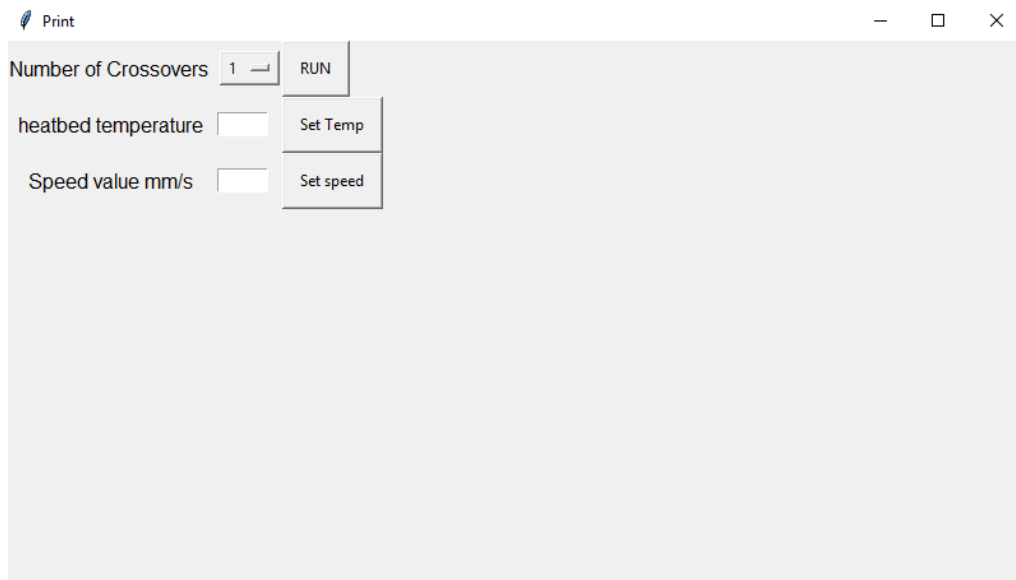 Print
Number of Crossovers 1 RUN
heatbed temperature Set Temp
Speed value mm/s Set speed